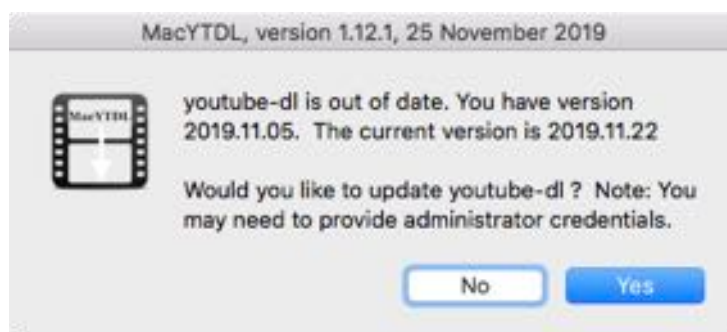 MacYTDL, version 1.12.1, 25 November 2019
MacYTDL
youtube-dl is out of date. You have version
2019.11.05.  The current version is 2019.11.22
Would you like to update youtube-dl ?  Note: You
may need to provide administrator credentials.
No
Yes